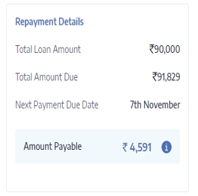 Repayment Details
Total Loan Amount ₹90,000
Total Amount Due ₹91,829
Next Payment Due Date 7th November
Amount Payable ₹ 4,591 i